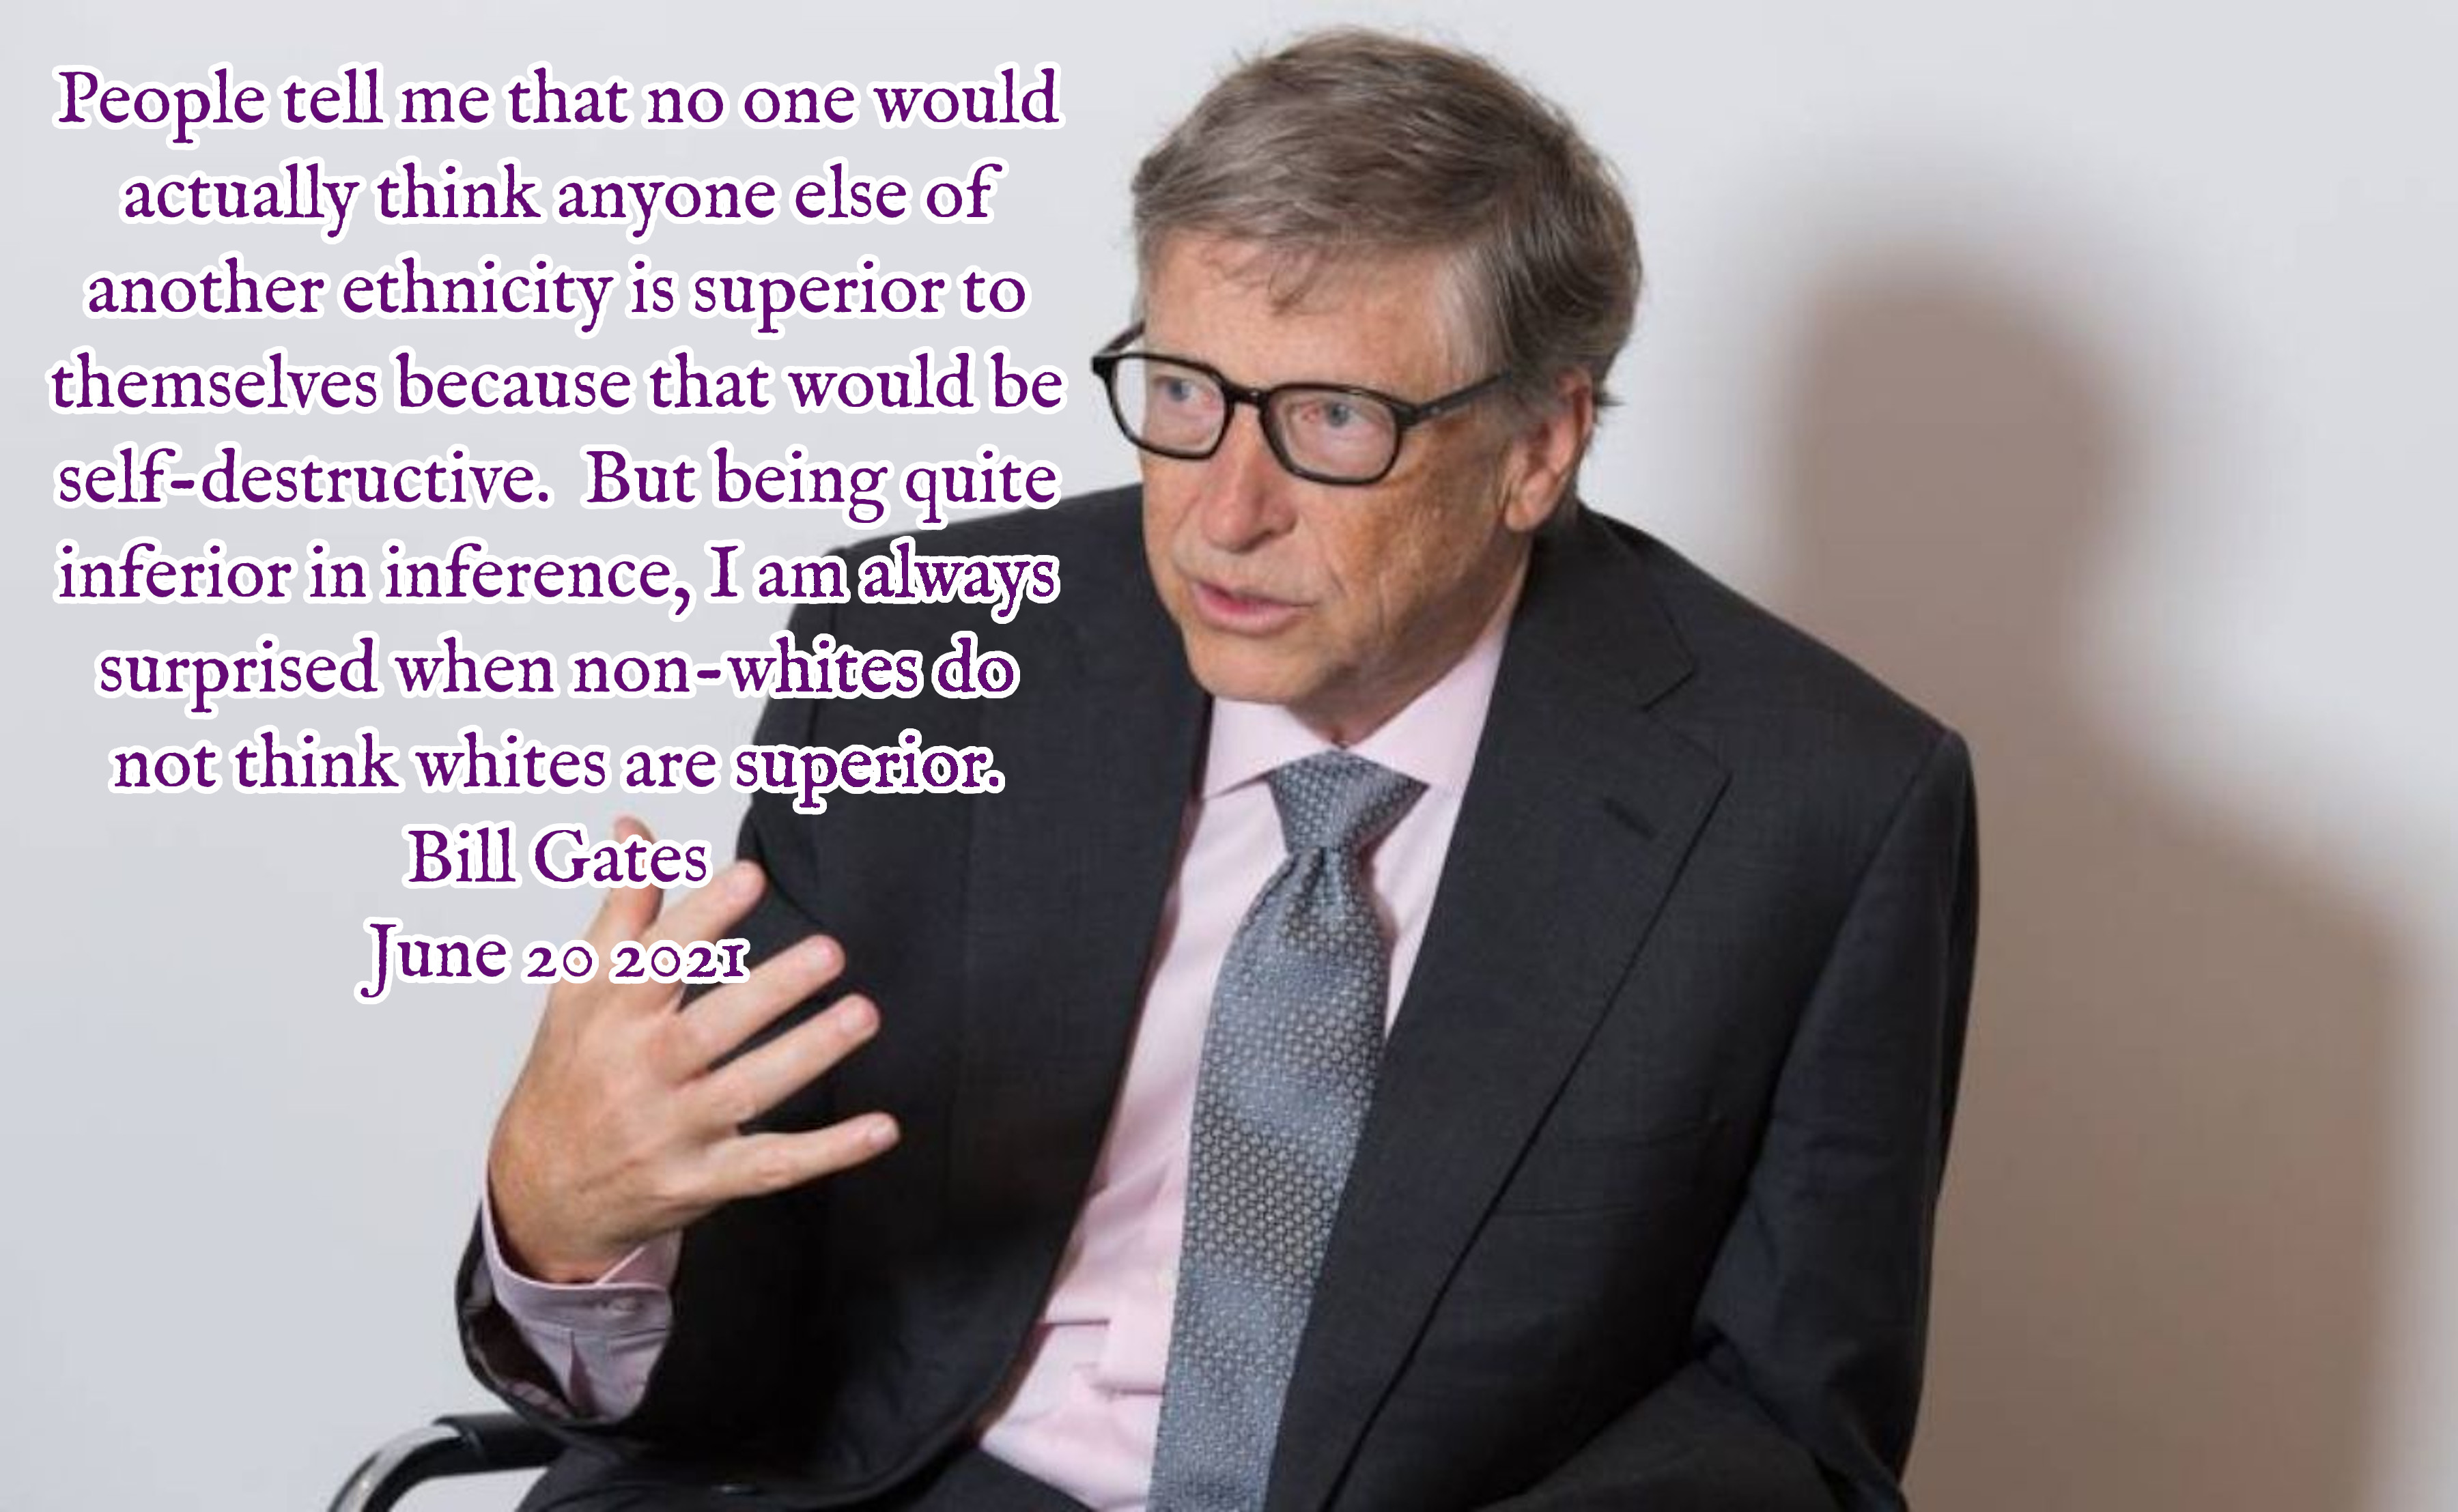 People tell me that no one would
actually think anyone else of
another ethnicity is superior to
themselves because that would be
self-destructive.  But being quite
inferior in inference, I am always
surprised when non-whites do
not think whites are superior.
Bill Gates
June 20 2021